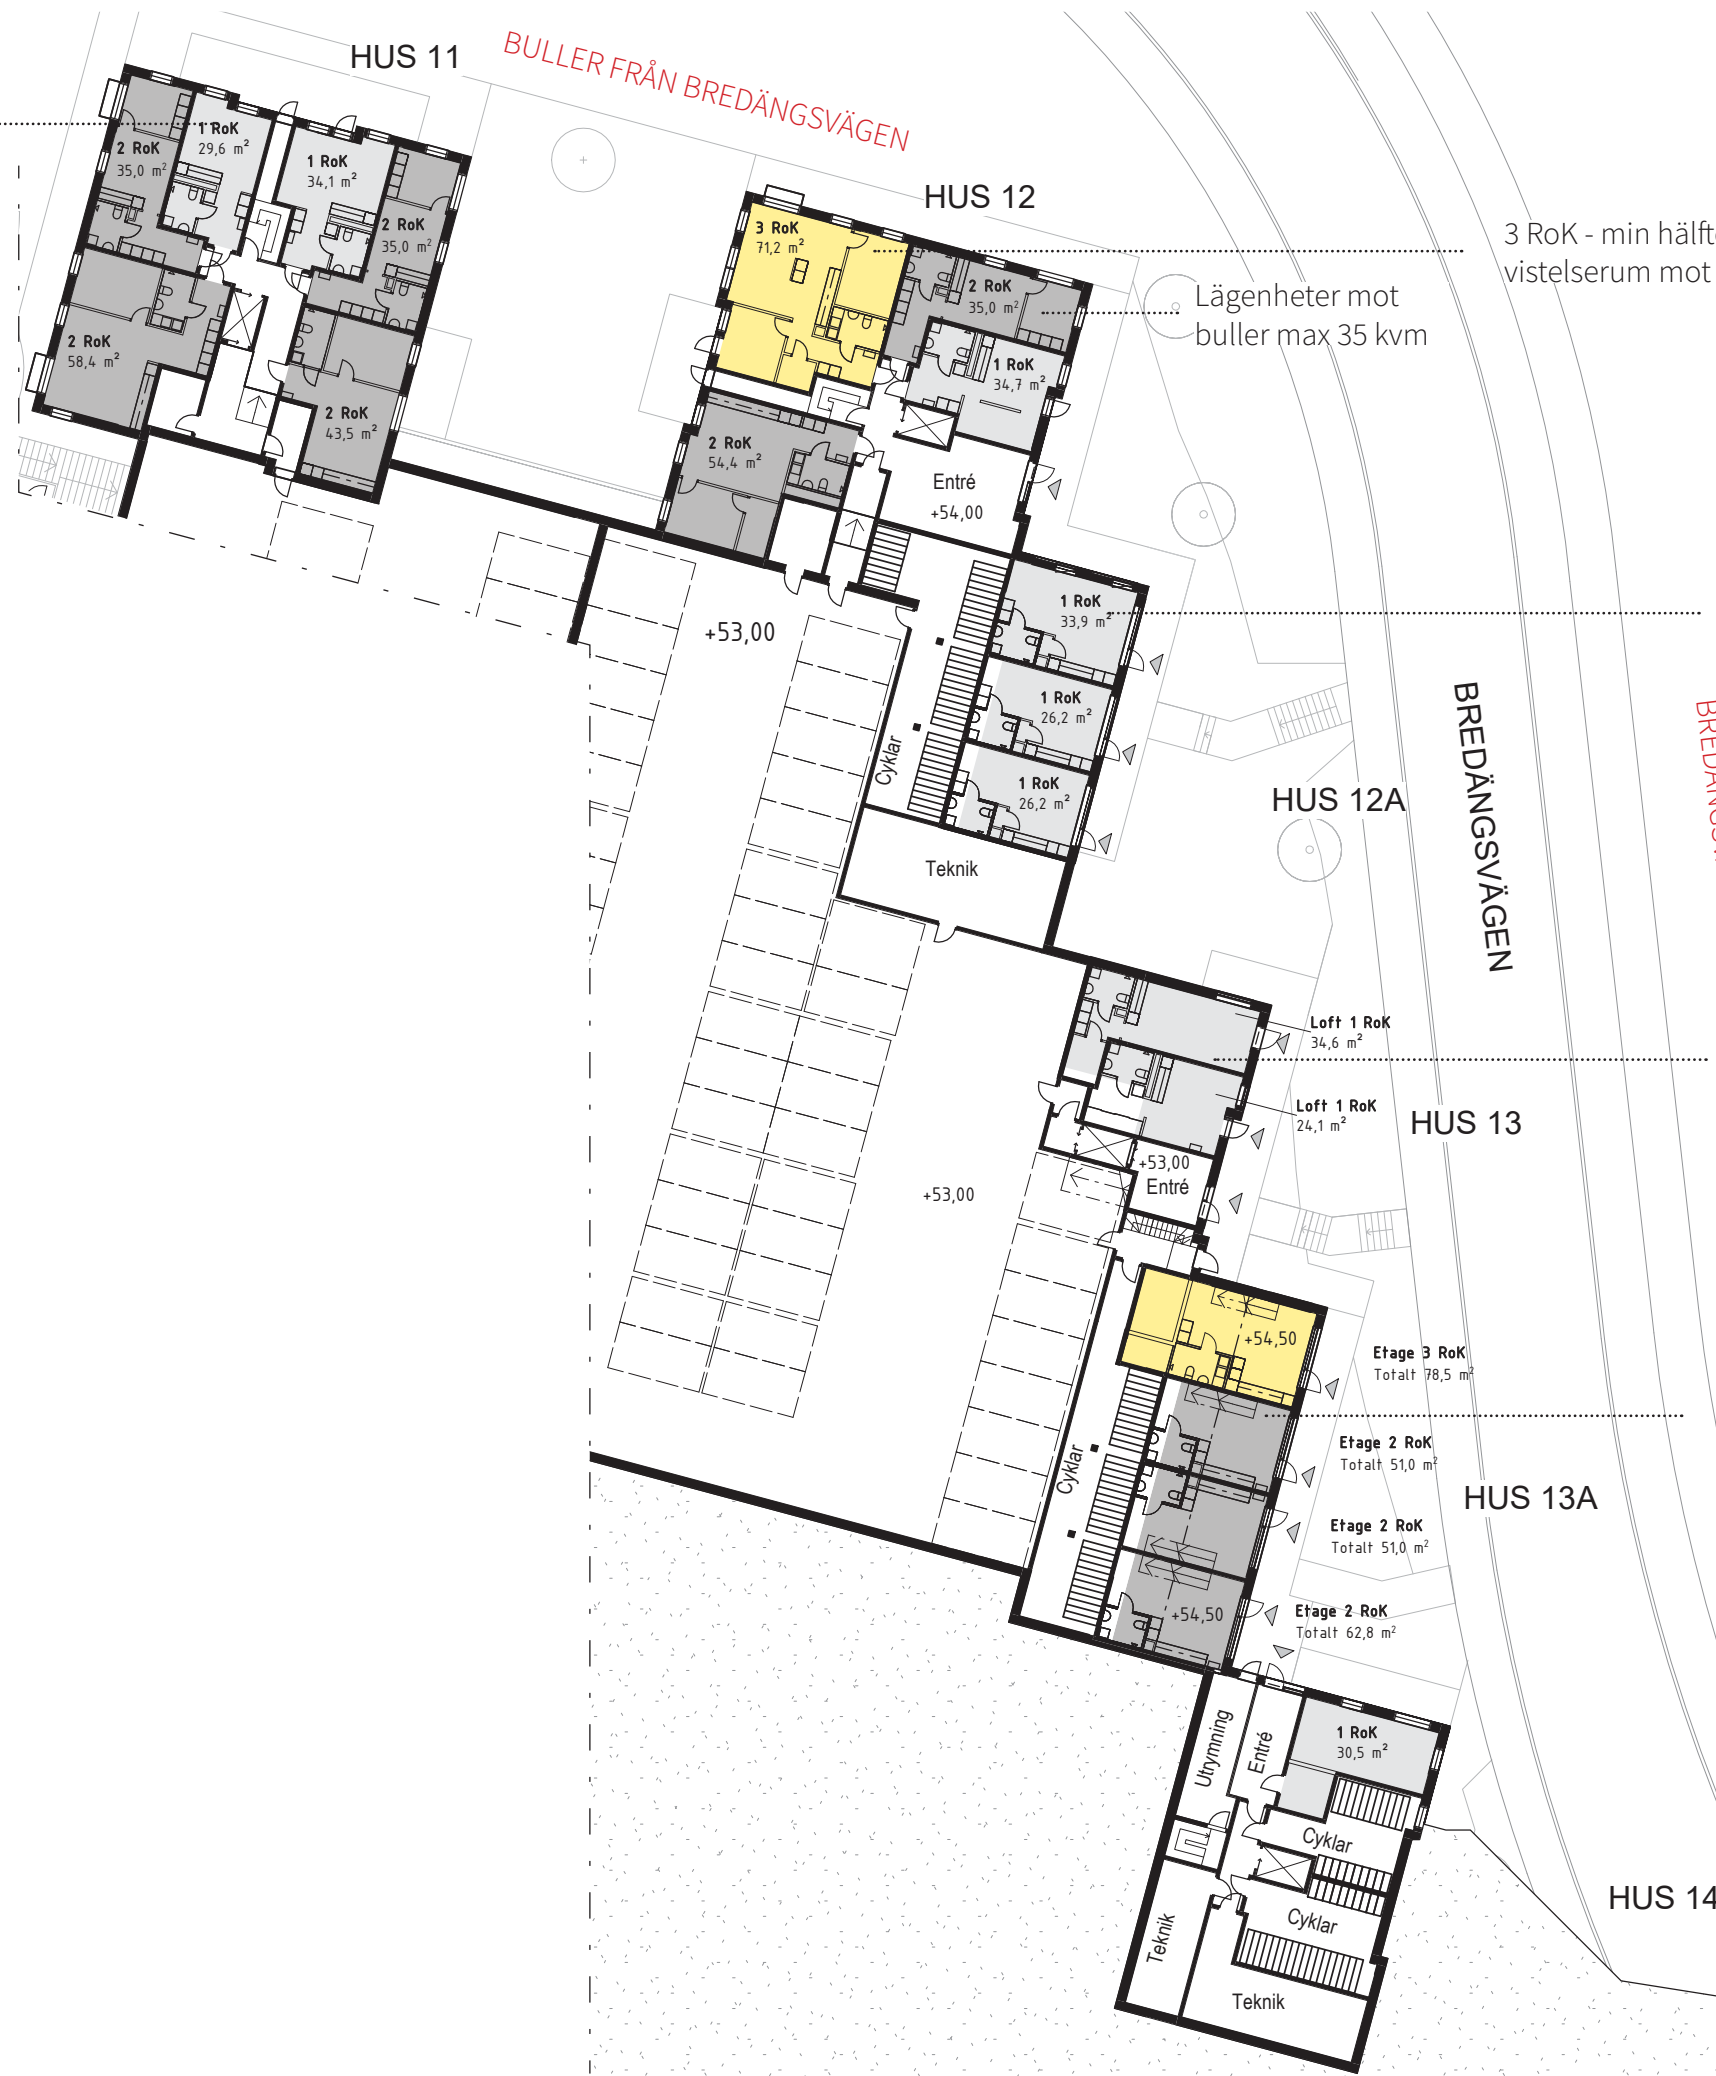 HUS 11
BULLER FRÅN BREDÄNGSVÄGEN
2 RoK
35,0 m²
1 RoK
29,6 m²
1 RoK
34,1 m²
2 RoK
35,0 m²
2 RoK
58,4 m²
2 RoK
43,5 m²
HUS 12
3 RoK
71,2 m²
2 RoK
35,0 m²
1 RoK
34,7 m²
2 RoK
54,4 m²
Entré
+54,00
3 RoK - min hälft
vistelserum mot
Lägenheter mot
buller max 35 kvm
+53,00
1 RoK
33,9 m²
1 RoK
26,2 m²
1 RoK
26,2 m²
Cyklar
Teknik
HUS 12A
BREDÄNGSVÄGEN
Loft 1 RoK
34,6 m²
Loft 1 RoK
24,1 m²
HUS 13
+53,00
Entré
+53,00
+54,50
Etage 3 RoK
Totalt 78,5 m²
Etage 2 RoK
Totalt 51,0 m²
HUS 13A
Cyklar
Etage 2 RoK
Totalt 51,0 m²
Etage 2 RoK
Totalt 62,8 m²
+54,50
Utrymning
Entré
1 RoK
30,5 m²
Cyklar
HUS 14
Cyklar
Teknik
Teknik